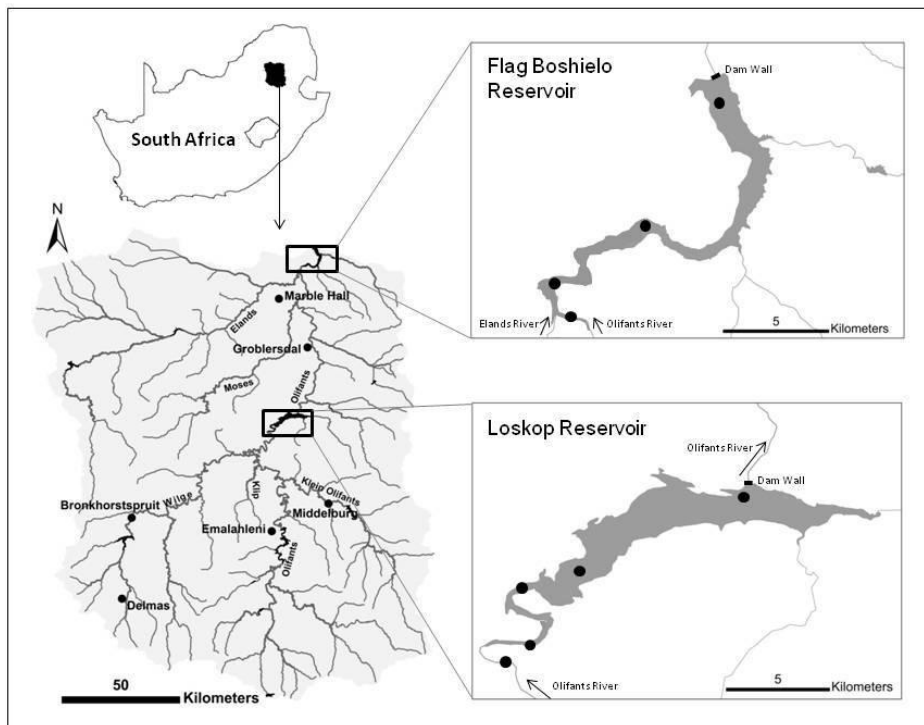 South Africa
N
Marble Hall
Elands
Groblersdal
Moses
Olifants
Bronkhorstspruit
Wilge
Klip
Klein Olifants
Middelburg
Emalahleni
Olifants
Delmas
50
Kilometers
Flag Boshielo
Reservoir
Dam Wall
Elands River
Olifants River
5
Kilometers
Loskop Reservoir
Olifants River
Dam Wall
Olifants River
5
Kilometers